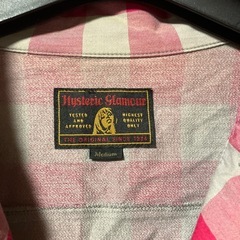 Hysteric Glamour
TESTED AND APPROVED
HIGHEST QUALITY ONLY
THE ORIGINAL SINCE 1984
Medium